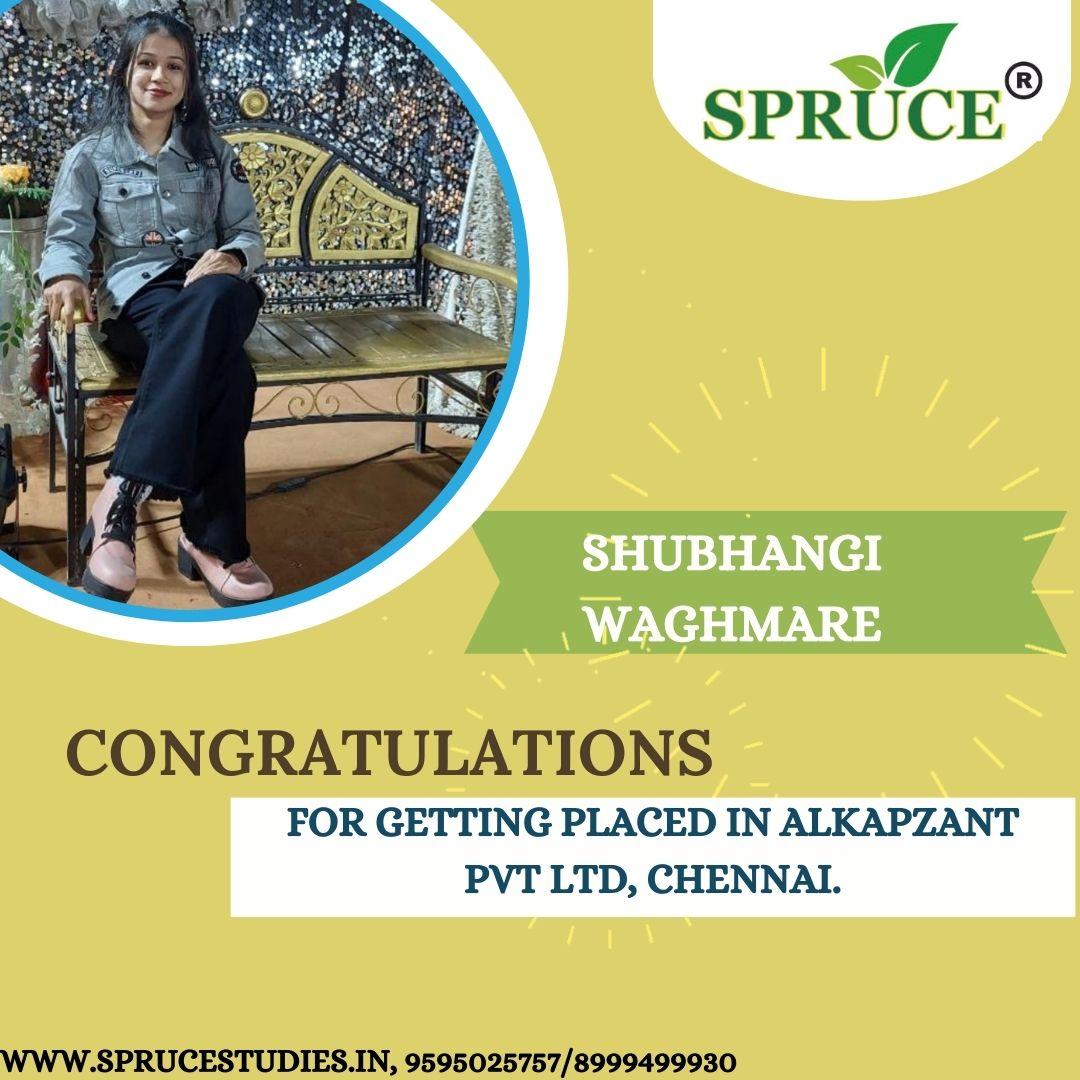 SPRUCE®
SHUBHANGI
WAGHMARE
CONGRATULATIONS
FOR GETTING PLACED IN ALKAPZANT
PVT LTD, CHENNAI.
WWW.SPRUCESTUDIES.IN, 9595025757/8999499930